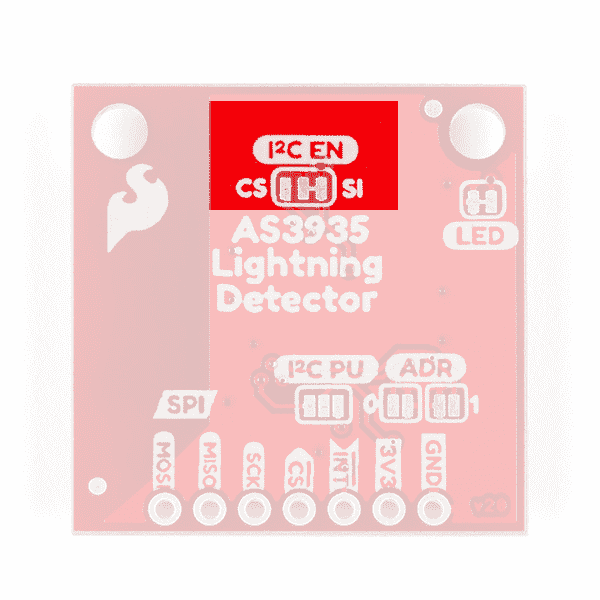 I²C EN
CS SI
AS3935
Lightning
Detector
LED
I²C PU ADR
0 1
SPI
MOSI MISO SCK CS INT 3V3 GND
v20